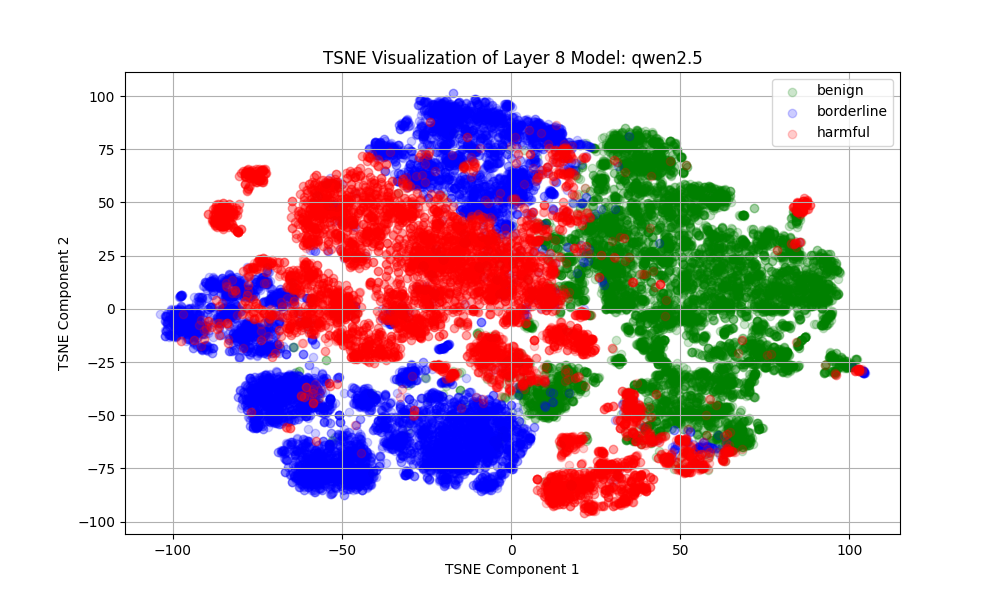 TSNE Visualization of Layer 8 Model: qwen2.5
benign
borderline
harmful
100
75
50
25
0
−25
−50
−75
−100
TSNE Component 2
−100 −50 0 50 100
TSNE Component 1